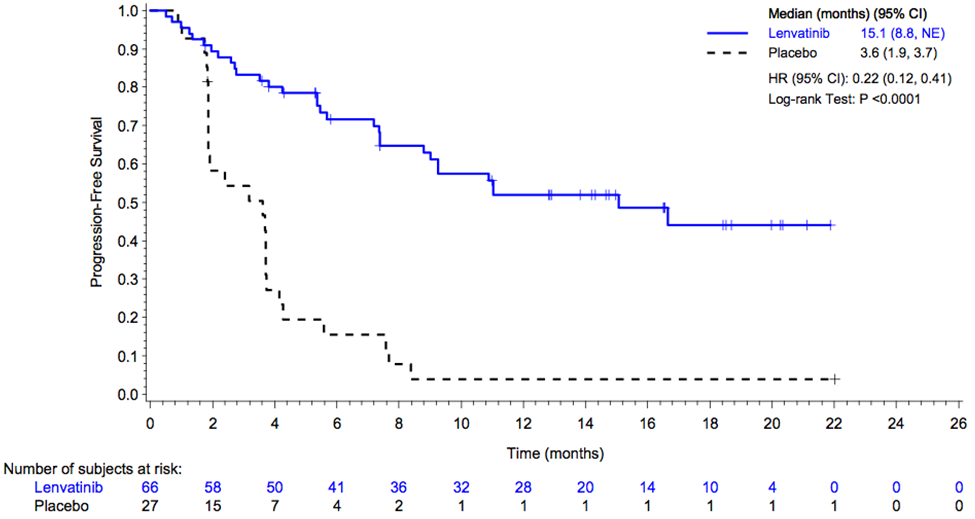 Median (months) (95% CI)
Lenvatinib 15.1 (8.8, NE)
Placebo 3.6 (1.9, 3.7)
HR (95% CI): 0.22 (0.12, 0.41)
Log-rank Test: P <0.0001
Progression-Free Survival
1.0
0.9
0.8
0.7
0.6
0.5
0.4
0.3
0.2
0.1
0.0
0 2 4 6 8 10 12 14 16 18 20 22 24 26
Time (months)
Number of subjects at risk:
Lenvatinib 66 58 50 41 36 32 28 20 14 10 4 0 0 0
Placebo 27 15 7 4 2 1 1 1 1 1 1 1 0 0